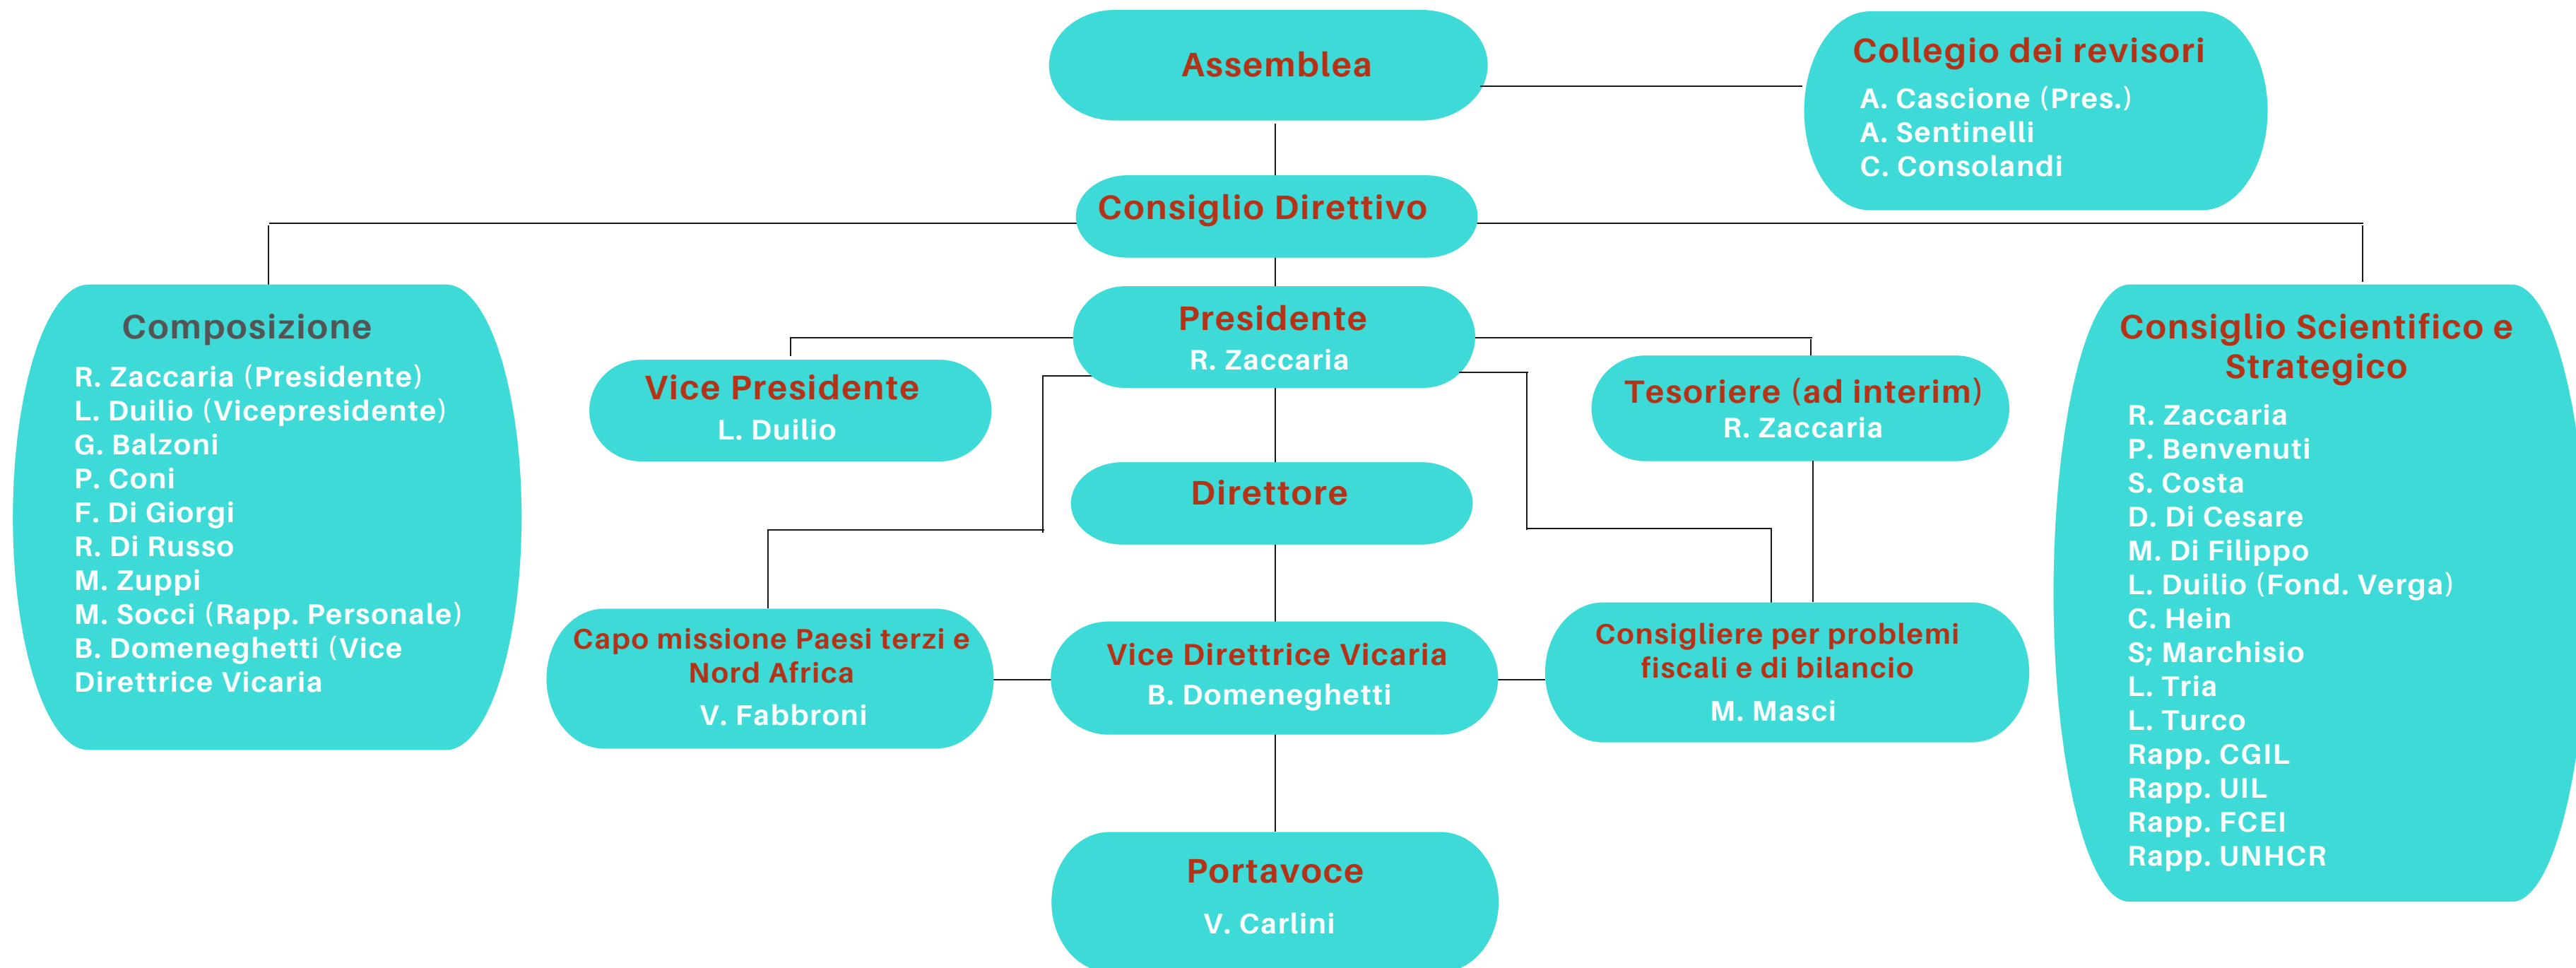 Assemblea
Collegio dei revisori
A. Cascione (Pres.)
A. Sentinelli
C. Consolandi
Consiglio Direttivo
Composizione
R. Zaccaria (Presidente)
L. Duilio (Vicepresidente)
G. Balzoni
P. Coni
F. Di Giorgi
R. Di Russo
M. Zuppi
M. Socci (Rapp. Personale)
B. Domeneghetti (Vice
Direttrice Vicaria
Presidente
R. Zaccaria
Vice Presidente
L. Duilio
Tesoriere (ad interim)
R. Zaccaria
Direttore
Capo missione Paesi terzi e
Nord Africa
V. Fabbroni
Vice Direttrice Vicaria
B. Domeneghetti
Consigliere per problemi
fiscali e di bilancio
M. Masci
Portavoce
V. Carlini
Consiglio Scientifico e
Strategico
R. Zaccaria
P. Benvenuti
S. Costa
D. Di Cesare
M. Di Filippo
L. Duilio (Fond. Verga)
C. Hein
S; Marchisio
L. Tria
L. Turco
Rapp. CGIL
Rapp. UIL
Rapp. FCEI
Rapp. UNHCR